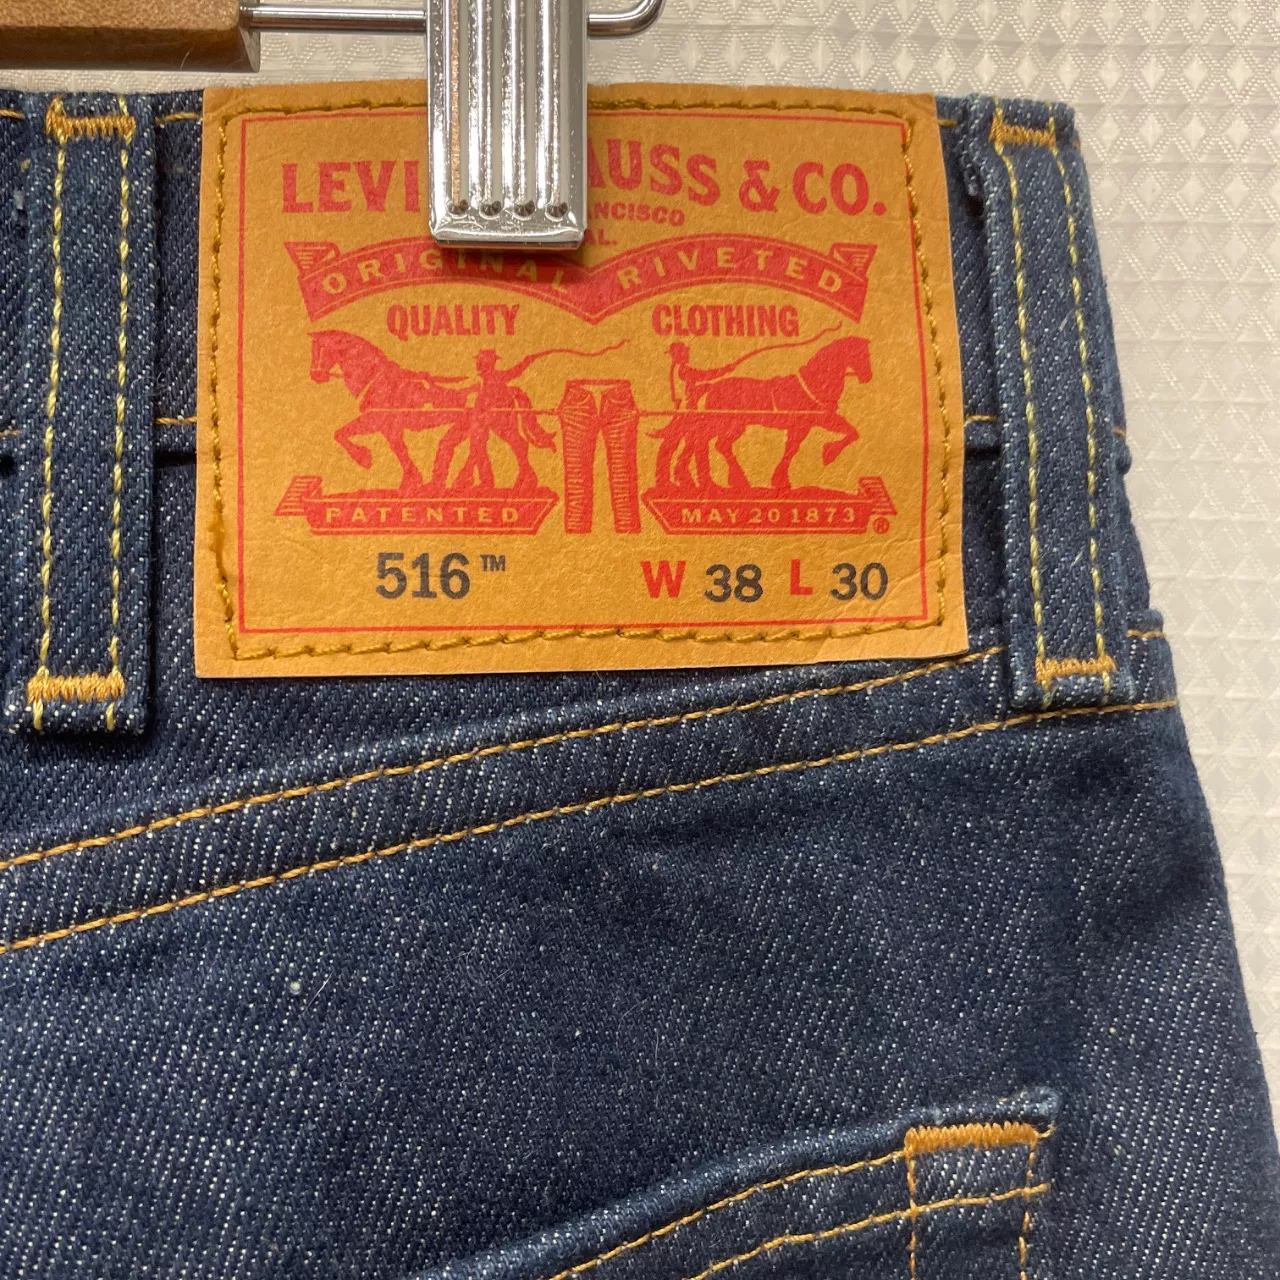 LEVI AUSS & CO.
NCISCO
AL.
ORIGINAL RIVETED
QUALITY CLOTHING
PATENTED MAY 20 1873 ®
516™ W 38 L 30